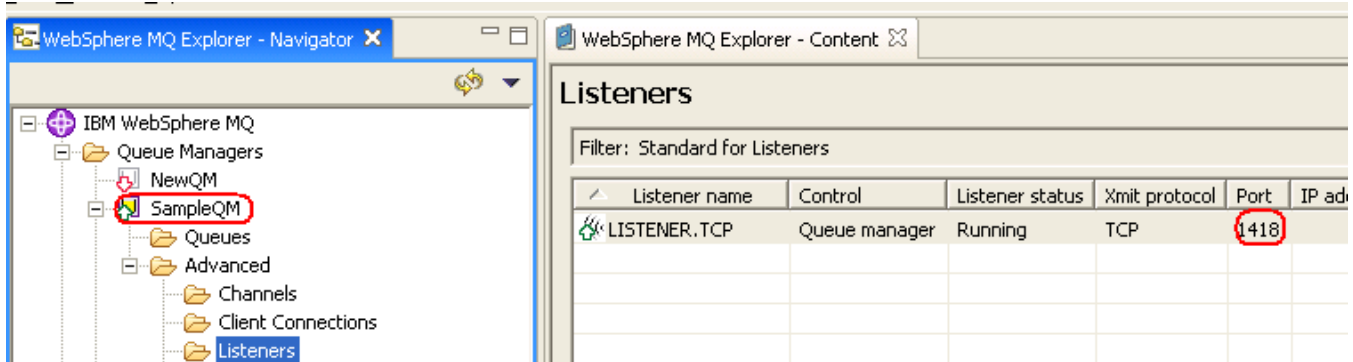 WebSphere MQ Explorer - Navigator
IBM WebSphere MQ
Queue Managers
NewQM
SampleQM
Queues
Advanced
Channels
Client Connections
Listeners
WebSphere MQ Explorer - Content
Listeners
Filter: Standard for Listeners
Listener name Control Listener status Xmit protocol Port IP
LISTENER.TCP Queue manager Running TCP 1418